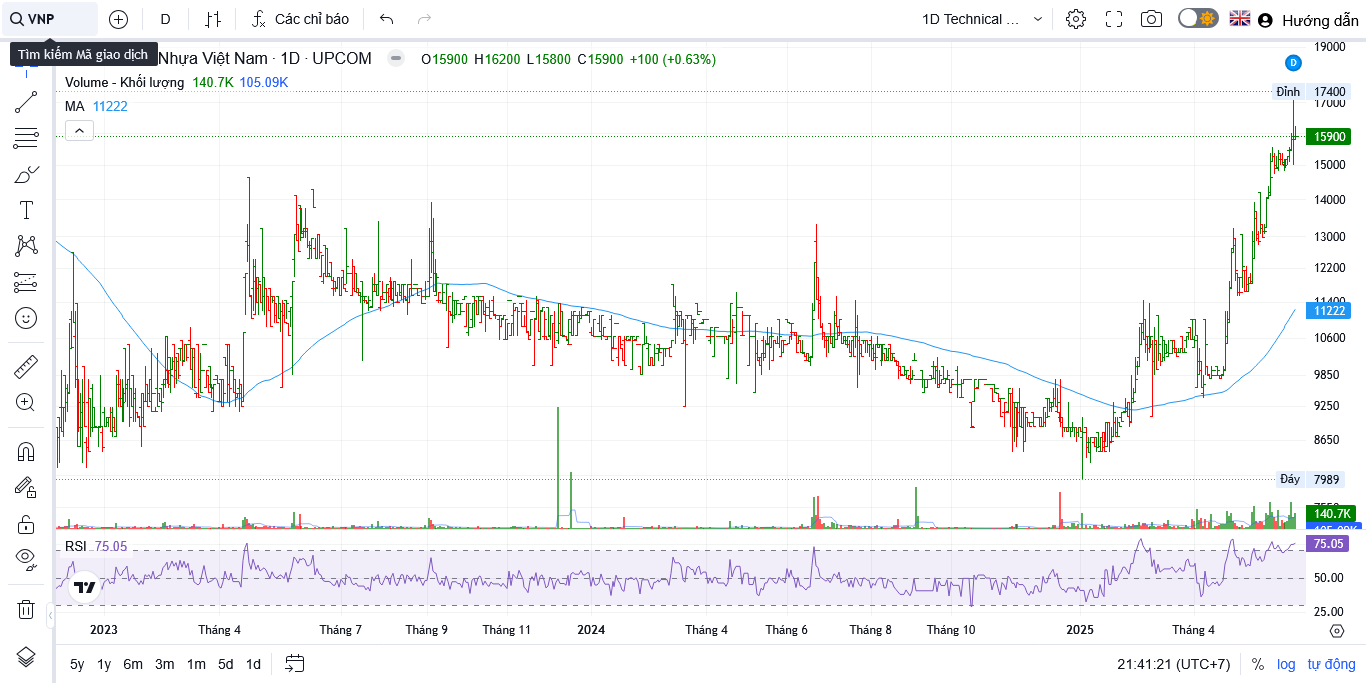 VNP
D
Các chỉ báo
1D Technical ...
Hướng dẫn
Tìm kiếm Mã giao dịch
Nhựa Việt Nam · 1D · UPCOM
O15900 H16200 L15800 C15900 +100 (+0.63%)
Volume - Khối lượng 140.7K 105.09K
MA 11222
D
19000
Đỉnh 17400
17000
15900
15000
14000
13000
12200
11400
11222
10600
9850
9250
8650
Đáy 7989
140.7K
RSI 75.05
75.05
50.00
25.00
2023 Tháng 4 Tháng 7 Tháng 9 Tháng 11 2024 Tháng 4 Tháng 6 Tháng 8 Tháng 10 2025 Tháng 4
5y 1y 6m 3m 1m 5d 1d
21:41:21 (UTC+7) % log tự động